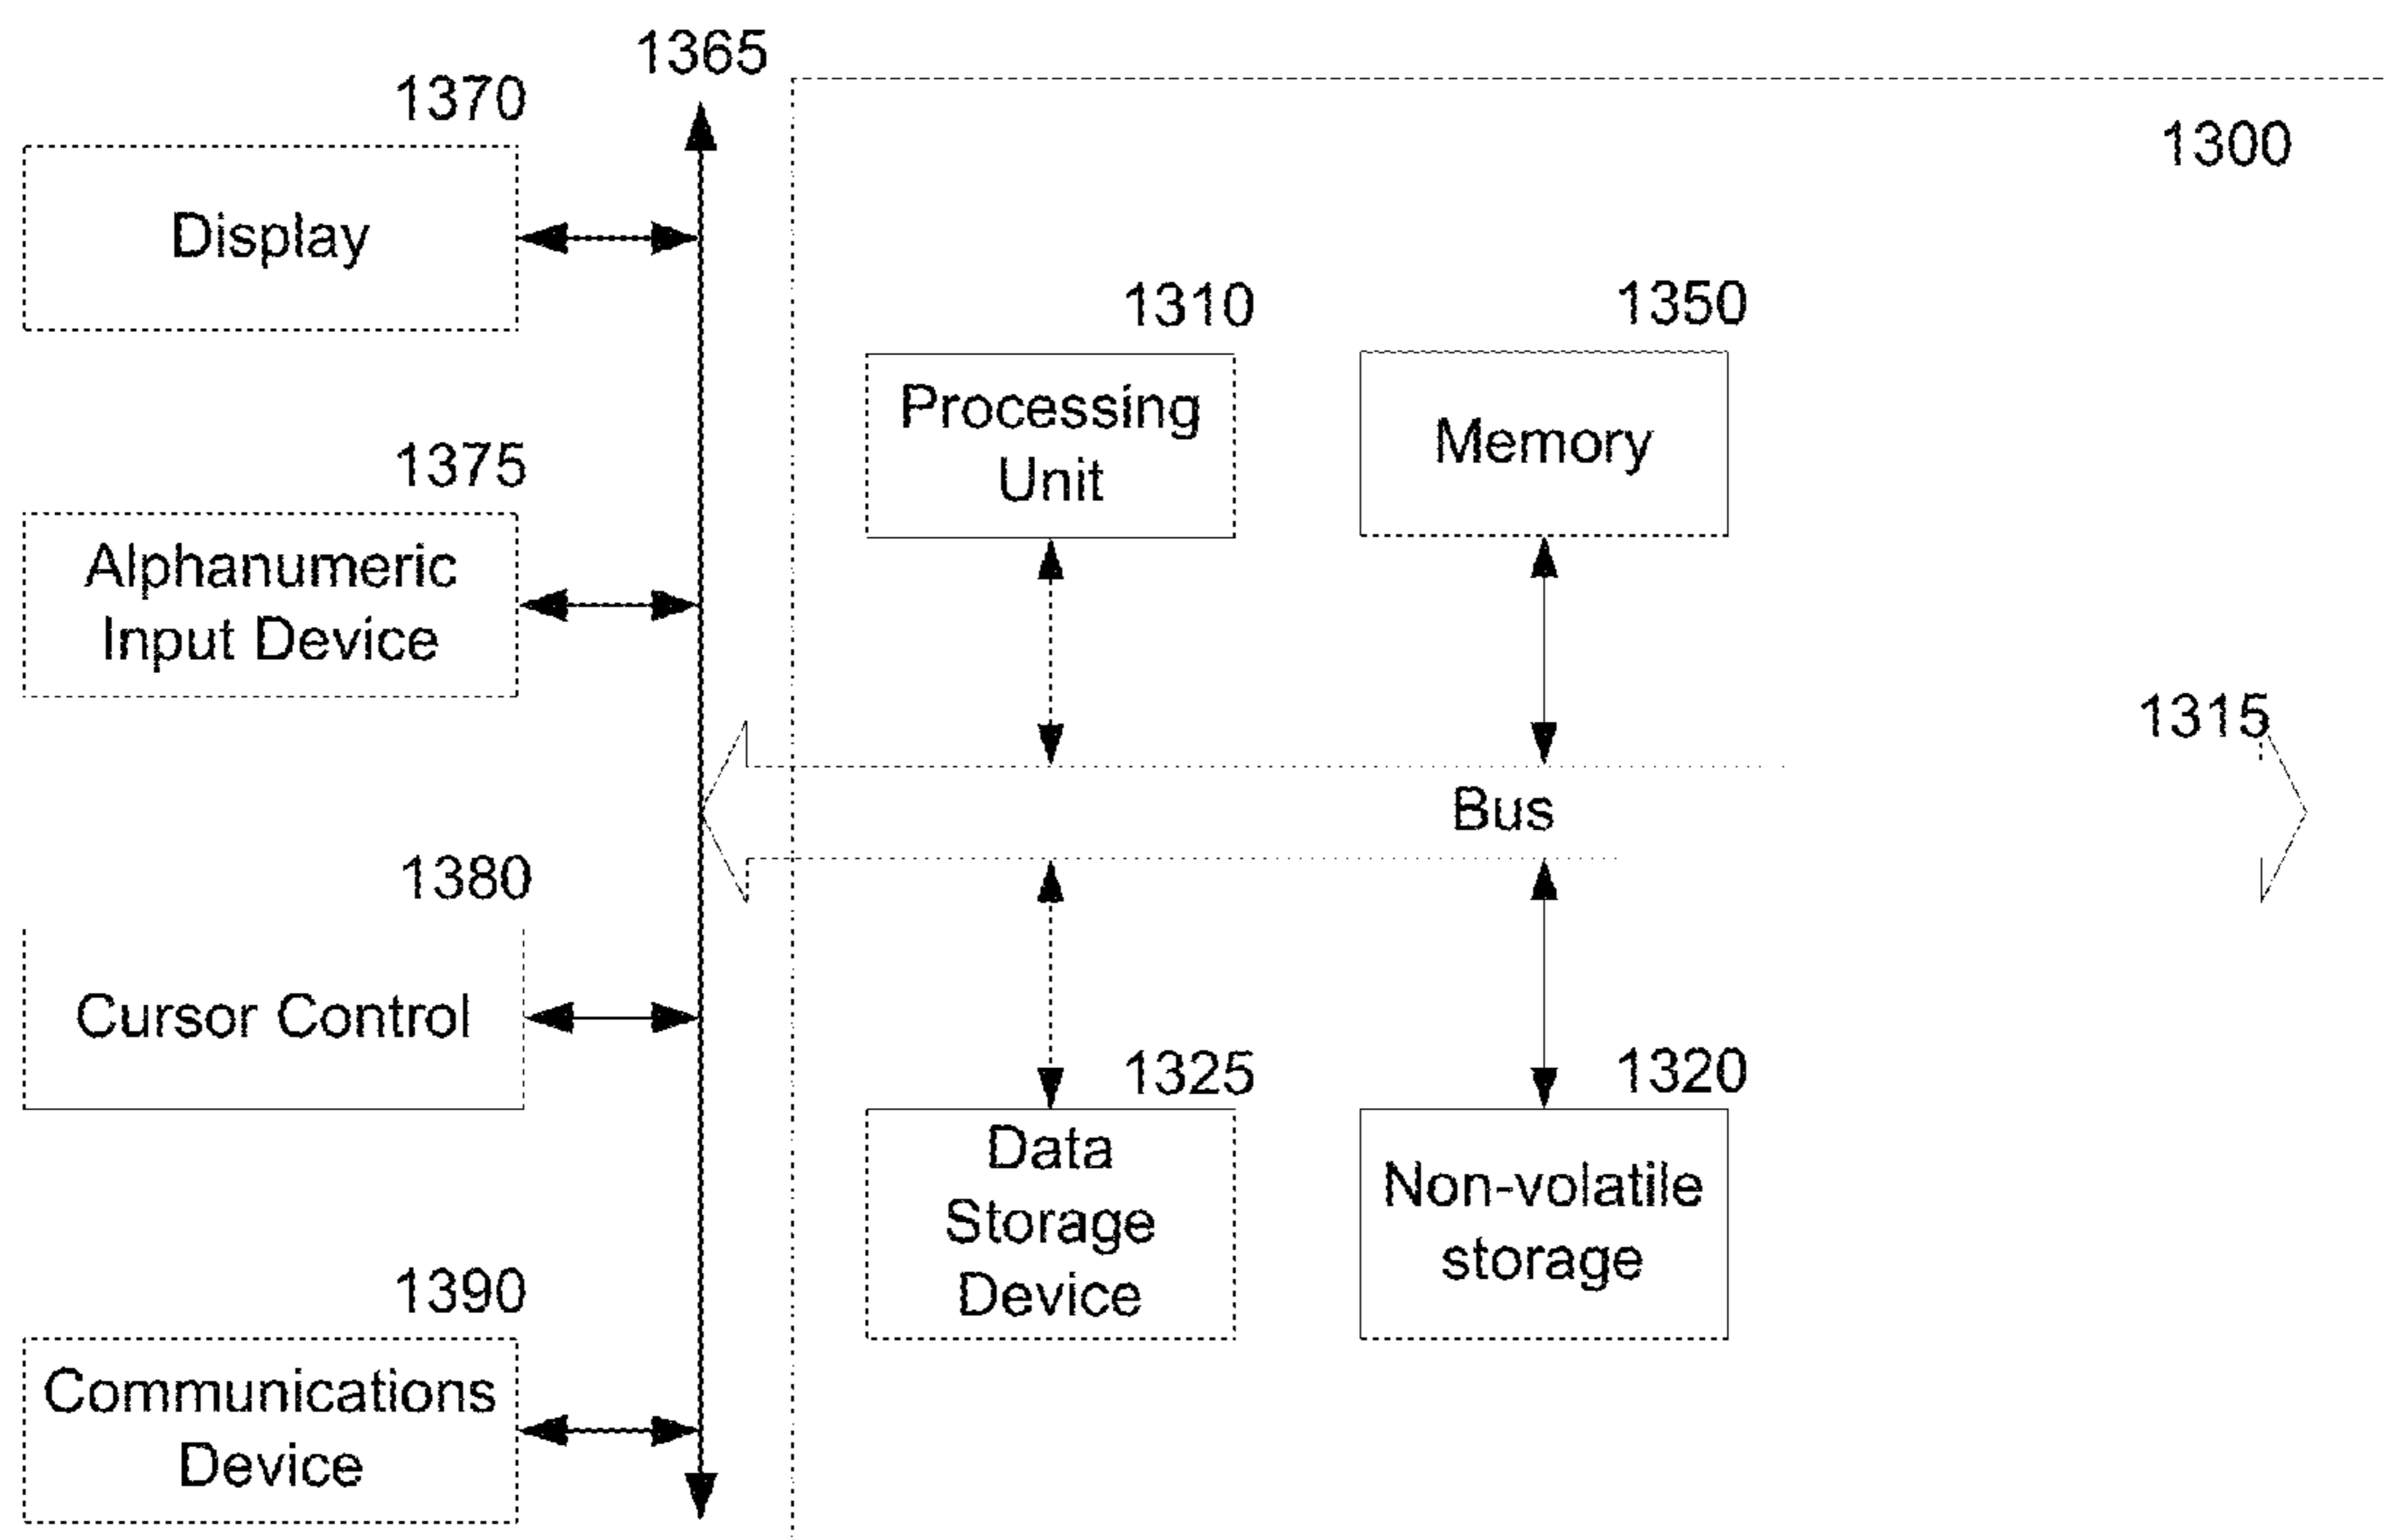 1365
1370
1300
Display
1310
1350
Processing
Unit
Memory
1375
Alphanumeric
Input Device
1315
Bus
1380
Cursor Control
1325
1320
Data
Storage
Device
Non-volatile
storage
1390
Communications
Device